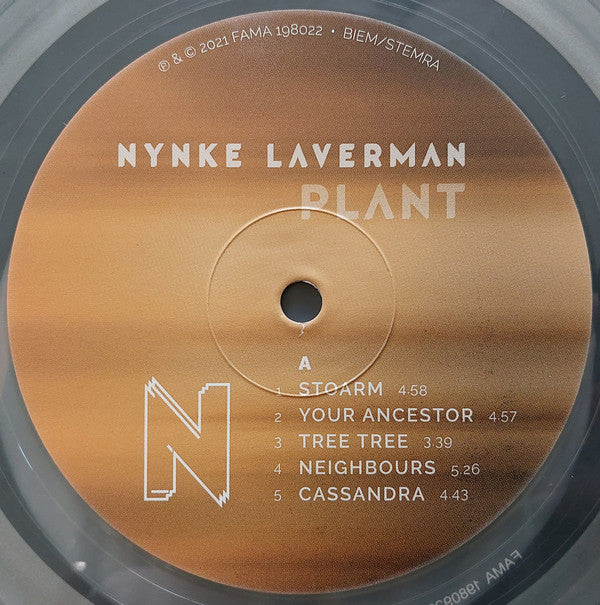 ℗ & © 2021 FAMA 198022 • BIEM/STEMRA
NYNKE LAVERMAN
PLANT
A
1 STOARM 4:58
2 YOUR ANCESTOR 4:57
3 TREE TREE 3:39
4 NEIGHBOURS 5:26
5 CASSANDRA 4:43
N
FAMA